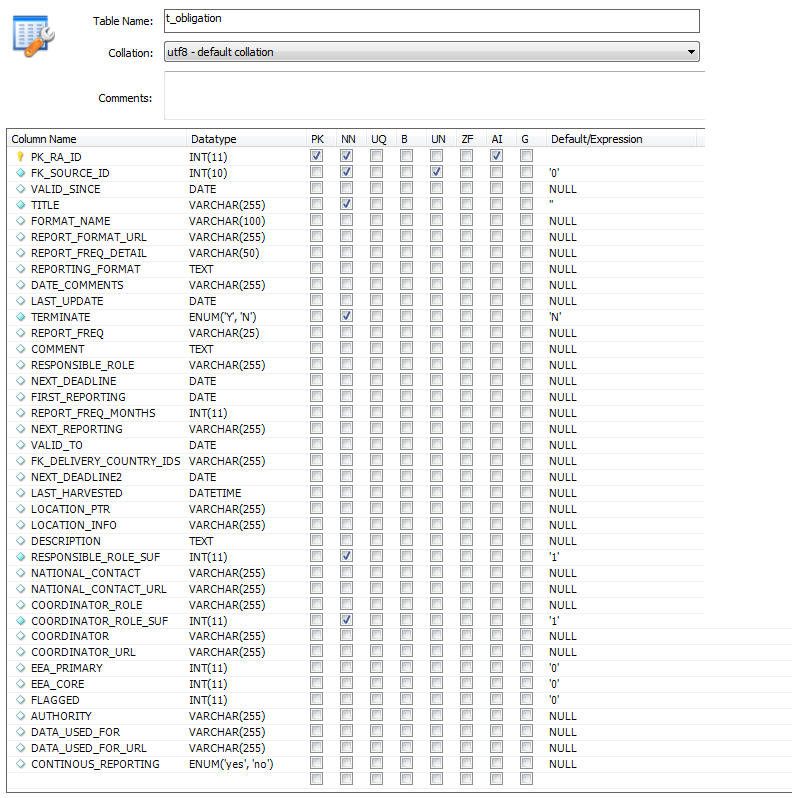 Table Name: t_obligation
Collation: utf8 - default collation
Comments:
Column Name Datatype PK NN UQ B UN ZF AI G Default/Expression
PK_RA_ID INT(11)
FK_SOURCE_ID INT(10) '0'
VALID_SINCE DATE NULL
TITLE VARCHAR(255) ''
FORMAT_NAME VARCHAR(100) NULL
REPORT_FORMAT_URL VARCHAR(255) NULL
REPORT_FREQ_DETAIL VARCHAR(50) NULL
REPORTING_FORMAT TEXT NULL
DATE_COMMENTS VARCHAR(255) NULL
LAST_UPDATE DATE NULL
TERMINATE ENUM('Y', 'N') 'N'
REPORT_FREQ VARCHAR(25) NULL
COMMENT TEXT NULL
RESPONSIBLE_ROLE VARCHAR(255) NULL
NEXT_DEADLINE DATE NULL
FIRST_REPORTING DATE NULL
REPORT_FREQ_MONTHS INT(11) NULL
NEXT_REPORTING VARCHAR(255) NULL
VALID_TO DATE NULL
FK_DELIVERY_COUNTRY_IDS VARCHAR(255) NULL
NEXT_DEADLINE2 DATE NULL
LAST_HARVESTED DATETIME NULL
LOCATION_PTR VARCHAR(255) NULL
LOCATION_INFO VARCHAR(255) NULL
DESCRIPTION TEXT NULL
RESPONSIBLE_ROLE_SUF INT(11) '1'
NATIONAL_CONTACT VARCHAR(255) NULL
NATIONAL_CONTACT_URL VARCHAR(255) NULL
COORDINATOR_ROLE VARCHAR(255) NULL
COORDINATOR_ROLE_SUF INT(11) '1'
COORDINATOR VARCHAR(255) NULL
COORDINATOR_URL VARCHAR(255) NULL
EEA_PRIMARY INT(11) '0'
EEA_CORE INT(11) '0'
FLAGGED INT(11) '0'
AUTHORITY VARCHAR(255) NULL
DATA_USED_FOR VARCHAR(255) NULL
DATA_USED_FOR_URL VARCHAR(255) NULL
CONTINOUS_REPORTING ENUM('yes', 'no') NULL